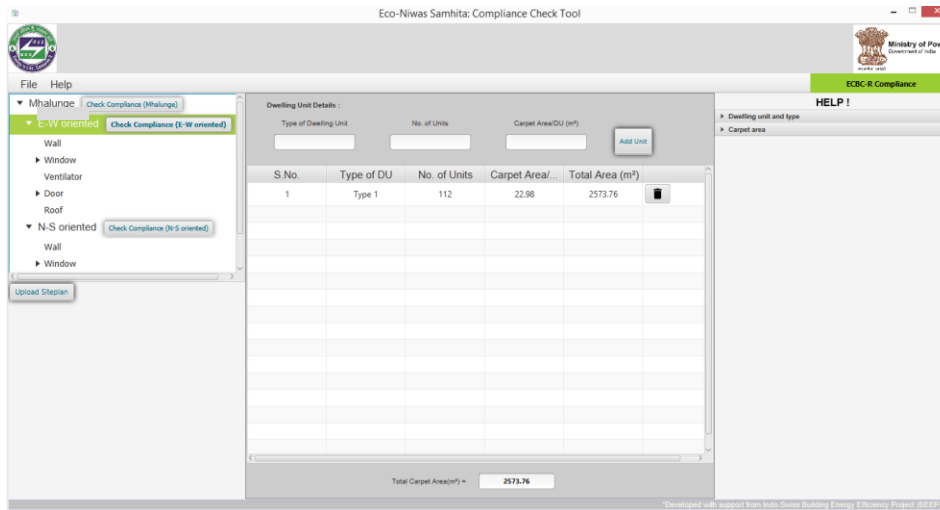 Eco-Niwas Samhita: Compliance Check Tool
Ministry of Pow
Government of India
File Help
ECBC-R Compliance
Mhalunge Check Compliance (Mhalunge)
E-W oriented Check Compliance (E-W oriented)
Wall
Window
Ventilator
Door
Roof
N-S oriented Check Compliance (N-S oriented)
Wall
Window
Upload Siteplan
Dwelling Unit Details :
Type of Dwelling Unit No. of Units Carpet Area/DU (m²)
Add Unit
S.No. Type of DU No. of Units Carpet Area/... Total Area (m²)
1 Type 1 112 22.98 2573.76
Total Carpet Area(m²) = 2573.76
HELP !
Dwelling unit and type
Carpet area
"Developed with support from Indo-Swiss Building Energy Efficiency Project (BEEP